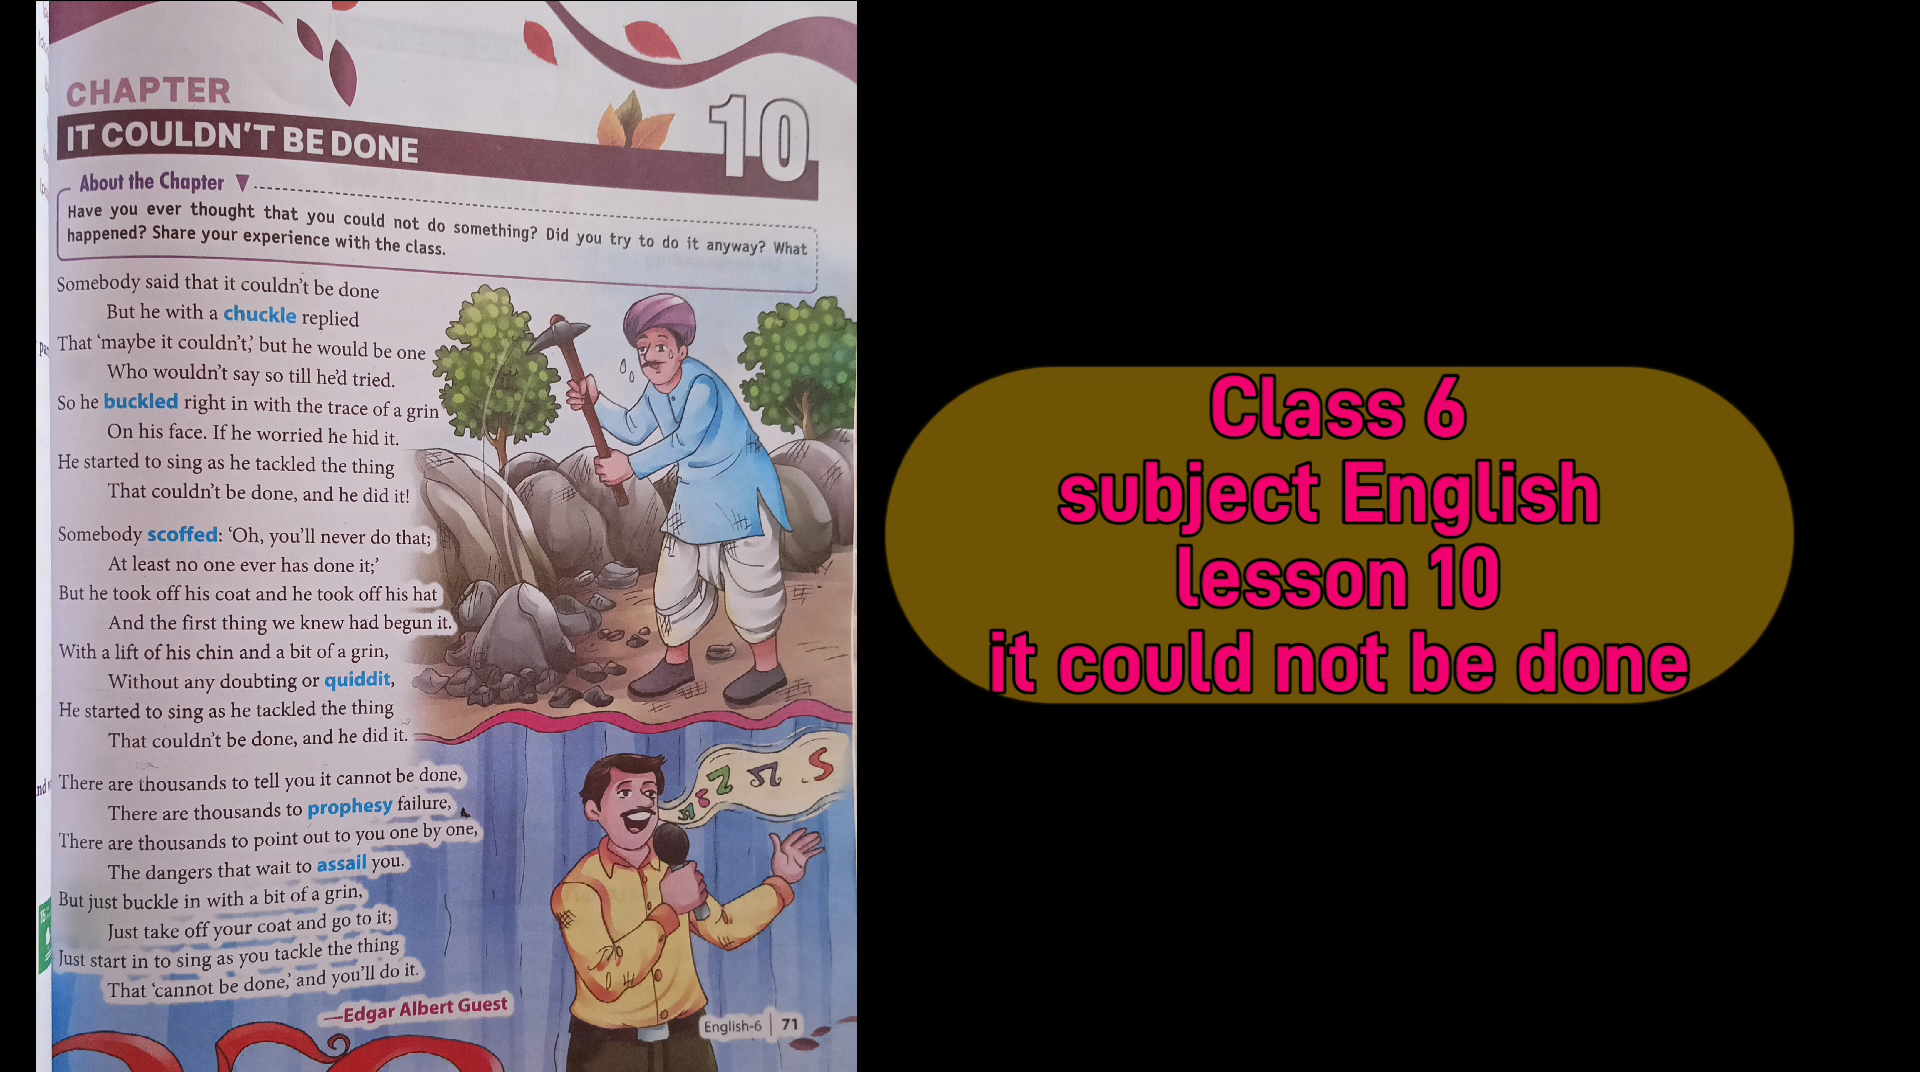 CHAPTER
10
IT COULDN'T BE DONE
About the Chapter
Have you ever thought that you could not do something? Did you try to do it anyway? What
happened? Share your experience with the class.
Somebody said that it couldn't be done
But he with a chuckle replied
That 'maybe it couldn't,' but he would be one
Who wouldn't say so till he'd tried.
So he buckled right in with the trace of a grin
On his face. If he worried he hid it.
He started to sing as he tackled the thing
That couldn't be done, and he did it!
Somebody scoffed: 'Oh, you'll never do that;
At least no one ever has done it;'
But he took off his coat and he took off his hat
And the first thing we knew had begun it.
With a lift of his chin and a bit of a grin,
Without any doubting or quiddit,
He started to sing as he tackled the thing
That couldn't be done, and he did it.
There are thousands to tell you it cannot be done,
There are thousands to prophesy failure,
There are thousands to point out to you one by one,
The dangers that wait to assail you.
But just buckle in with a bit of a grin,
Just take off your coat and go to it;
Just start in to sing as you tackle the thing
That 'cannot be done,' and you'll do it.
—Edgar Albert Guest
English-6 | 71
Class 6
subject English
lesson 10
it could not be done